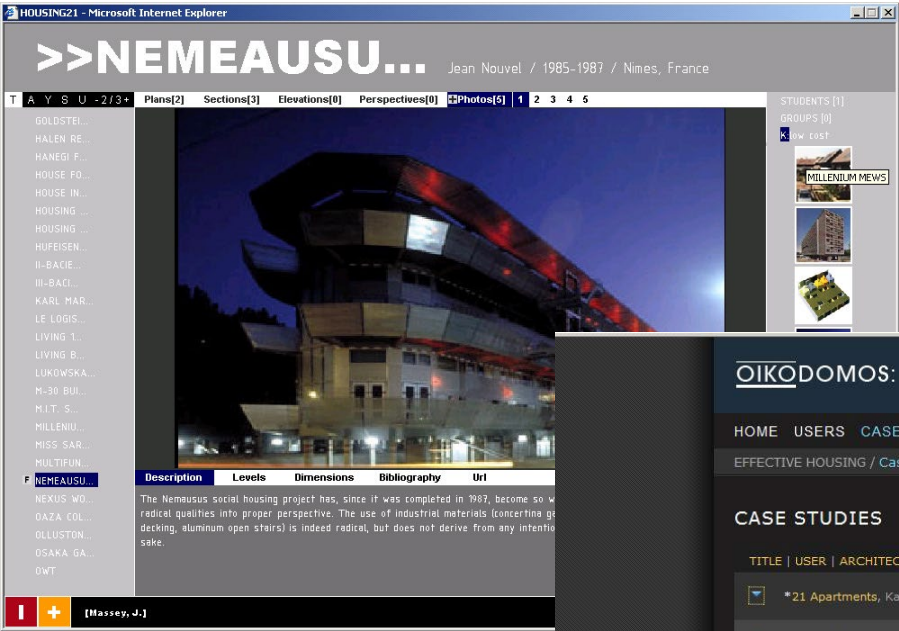 HOUSING21 - Microsoft Internet Explorer
>>NEMEAUSU... Jean Nouvel / 1985-1987 / Nimes, France
T A Y S U -2/3+
Plans[2] Sections[3] Elevations[0] Perspectives[0] +Photos[5] 1 2 3 4 5
STUDENTS [1]
GROUPS [0]
K:low cost
MILLENIUM MEWS
GOLDSTEI...
HALEN RE...
HANEGI F...
HOUSE FO...
HOUSE IN...
HOUSING ...
HOUSING ...
HUFEISEN...
II-BACIE...
III-BACI...
KARL MAR...
LE LOGIS...
LIVING 1...
LIVING B...
LUKOWSKA...
M-30 BUI...
M.I.T. S...
MILLENIU...
MISS SAR...
MULTIFUN...
F NEMEAUSU...
NEXUS WO...
OAZA COL...
OLLUSTON...
OSAKA GA...
OWT
Description Levels Dimensions Bibliography Url
The Nemausus social housing project has, since it was completed in 1987, become so w
radical qualities into proper perspective. The use of industrial materials (concertina ga
decking, aluminum open stairs) is indeed radical, but does not derive from any intentio
sake.
I + [Massey, J.]
OIKODOMOS:
HOME USERS CASE
EFFECTIVE HOUSING / Cas
CASE STUDIES
TITLE | USER | ARCHITEC
*21 Apartments, Ka